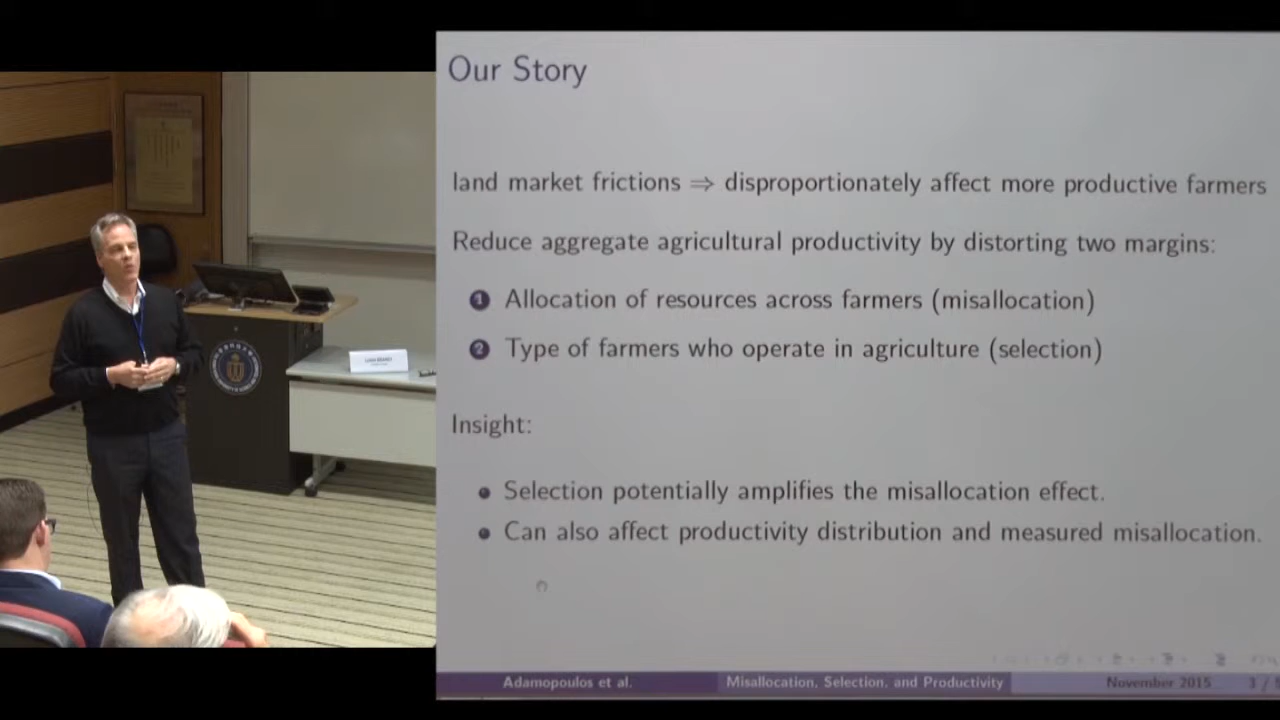 Our Story
land market frictions ⇒ disproportionately affect more productive farmers
Reduce aggregate agricultural productivity by distorting two margins:
1 Allocation of resources across farmers (misallocation)
2 Type of farmers who operate in agriculture (selection)
Insight:
• Selection potentially amplifies the misallocation effect.
• Can also affect productivity distribution and measured misallocation.
Adamopoulos et al. Misallocation, Selection, and Productivity November 2015 3 /